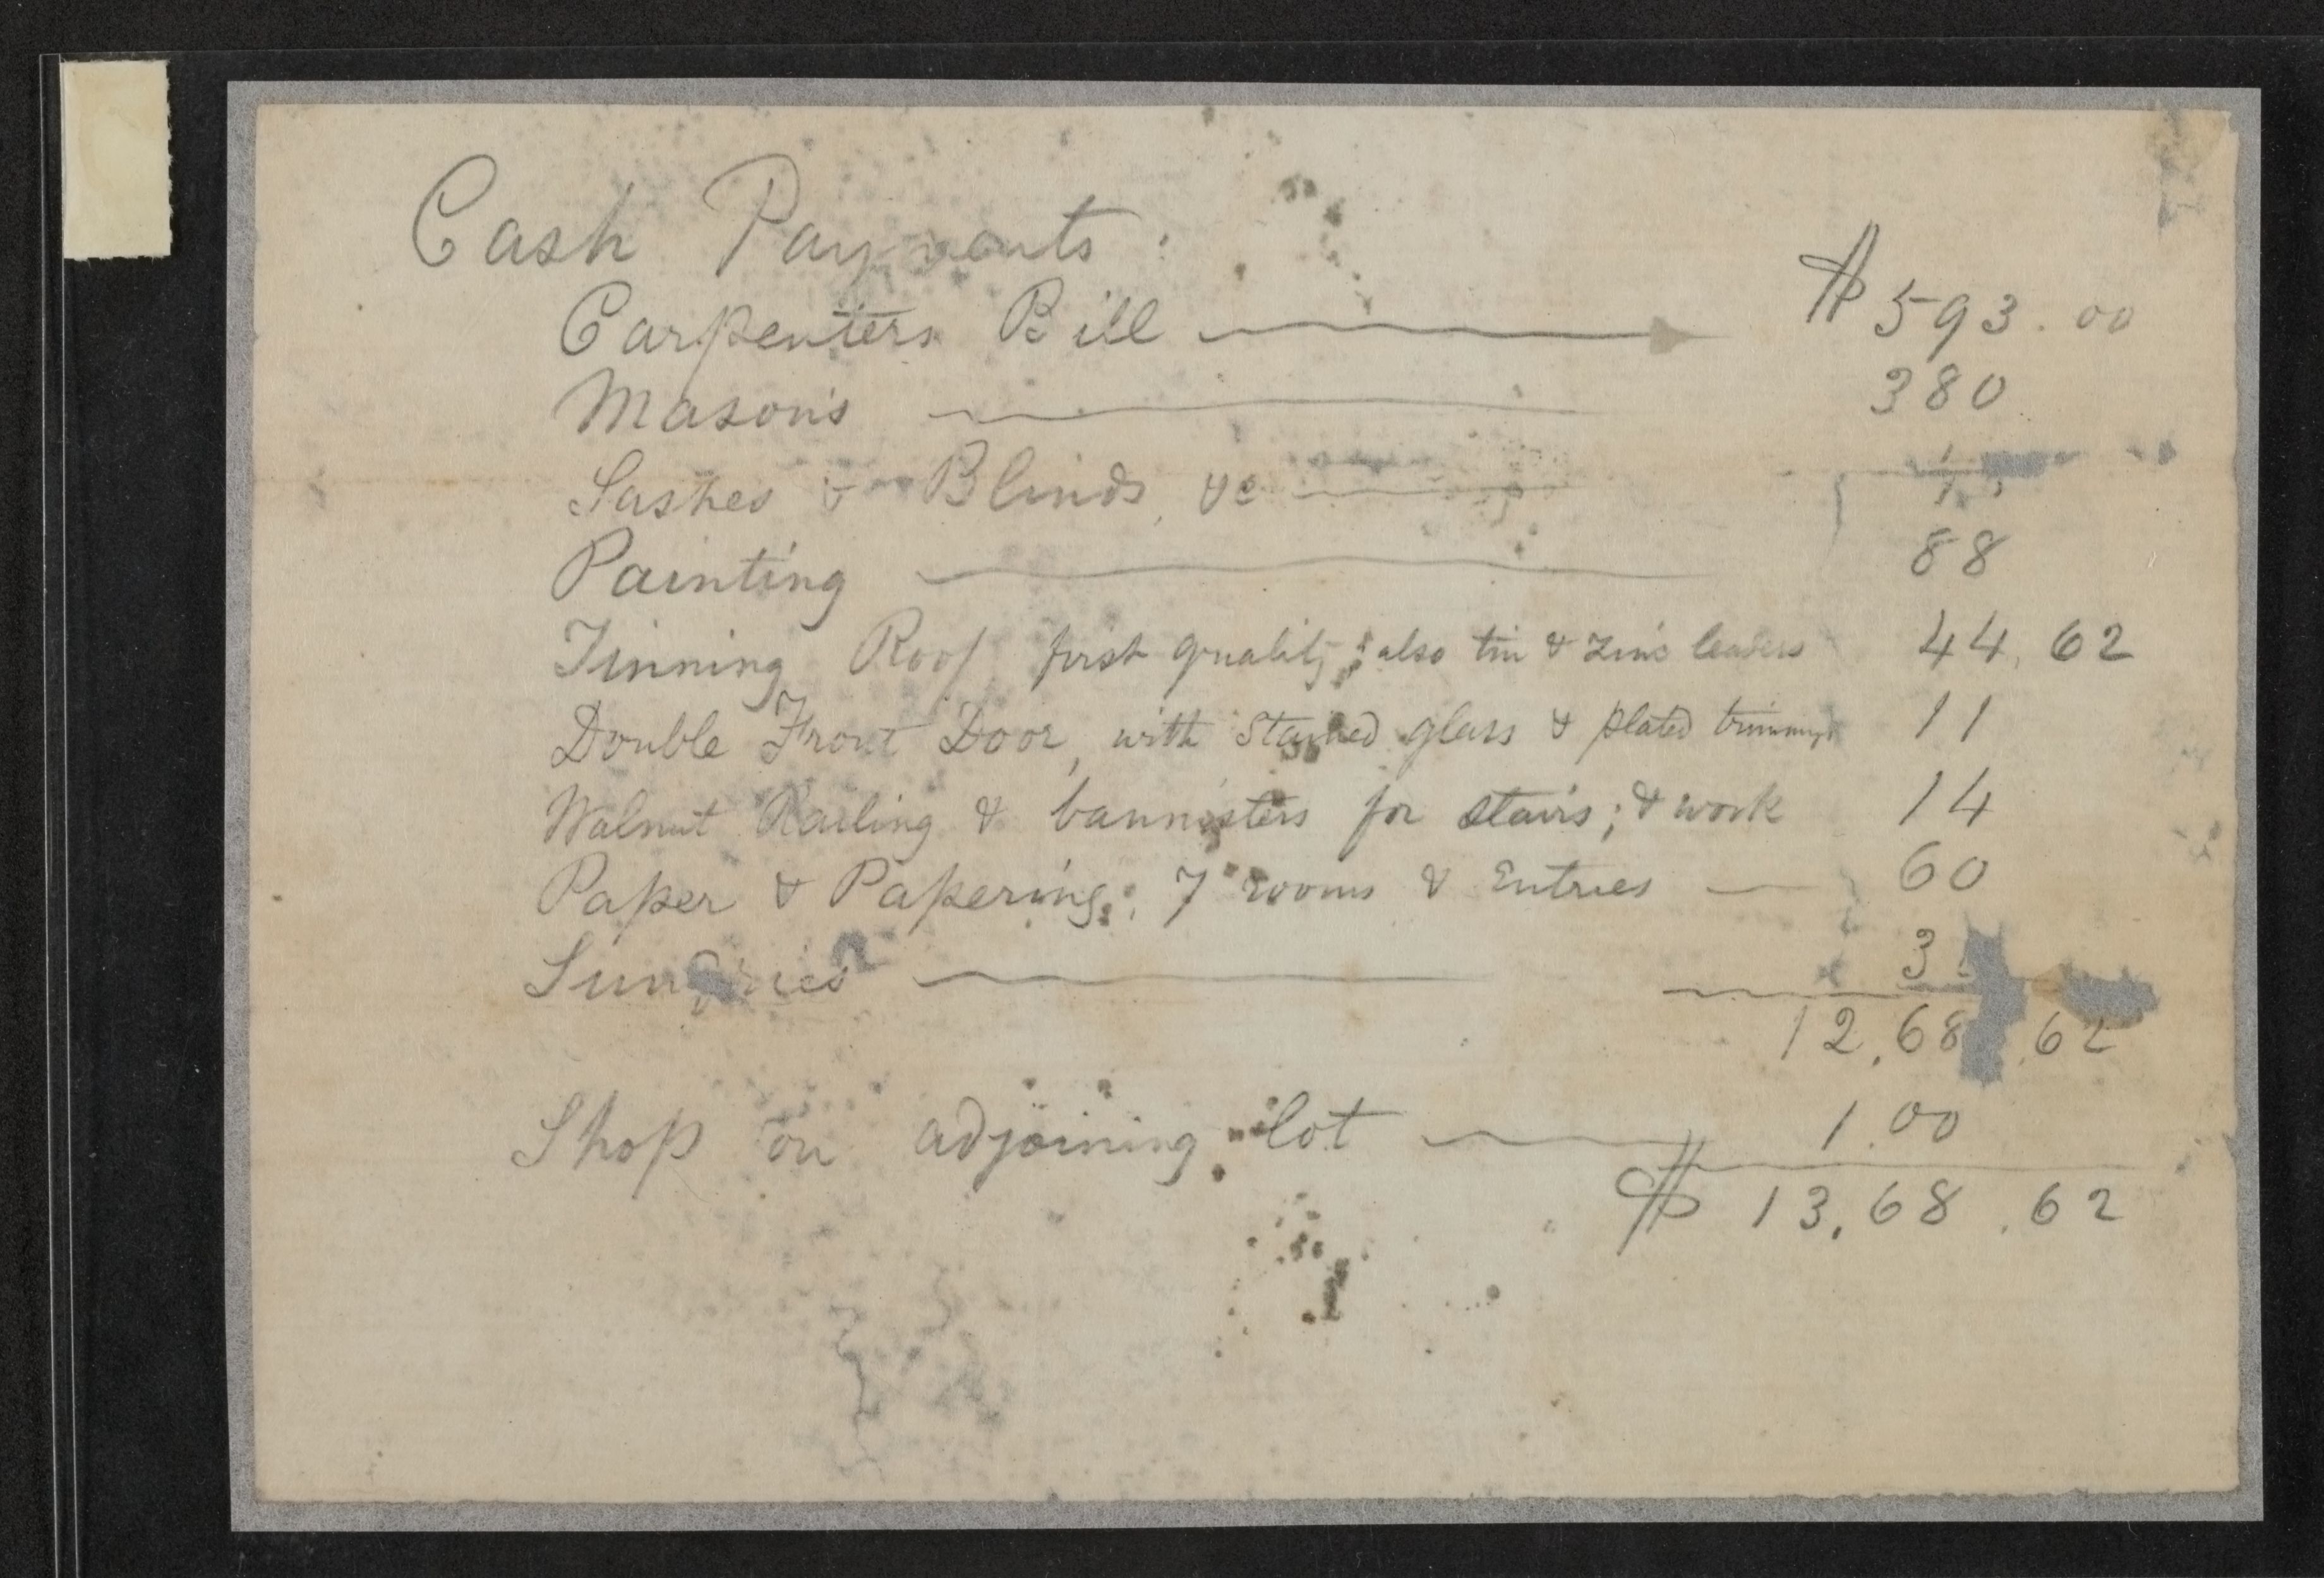 Cash Payments :
Carpenters Bill — $ 593.00
Mason's — 380
Sashes & Blinds, &c —
Painting — 88
Tinning Roof, first quality; also tin & zinc leaders 44.62
Double Front Door, with Stained glass & plated trimmings 11
Walnut Railing & bannisters for stairs; & work 14
Paper & Papering; 7 rooms & Entries — 60
Sundries — 3
12,68 .62
Shop on adjoining lot — 1.00
$ 13,68 .62